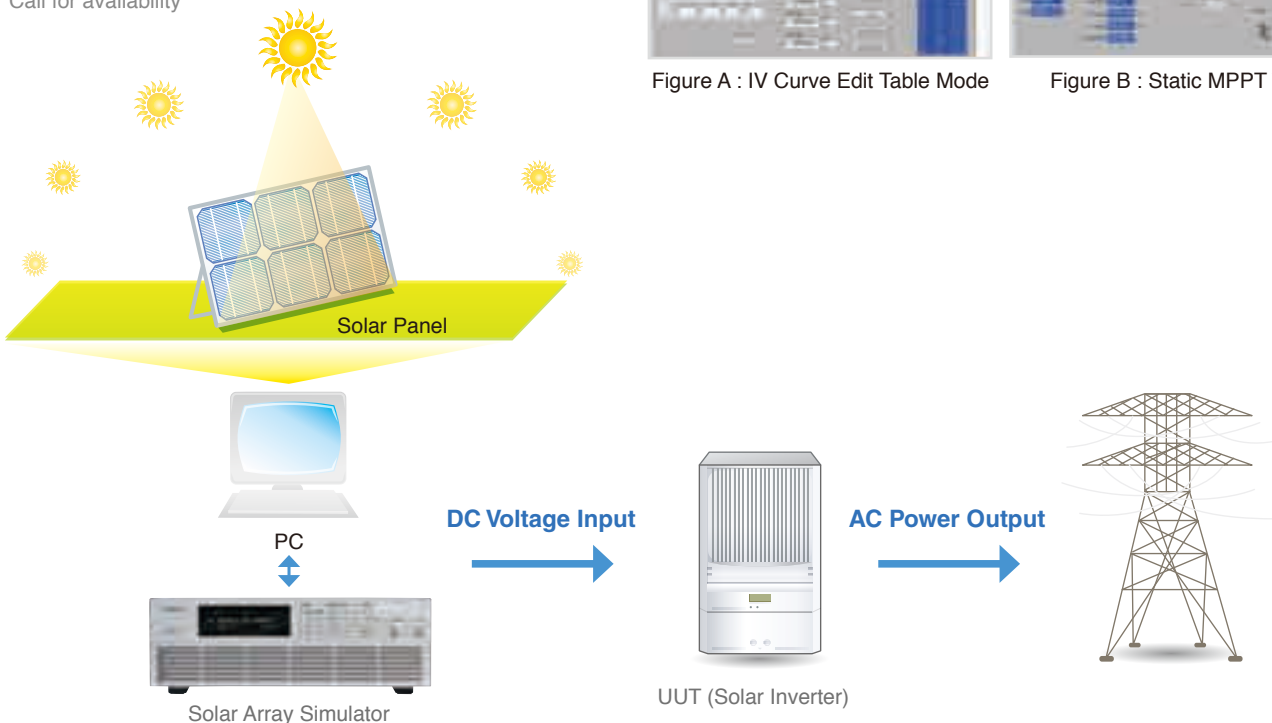 Call for availability
Figure A : IV Curve Edit Table Mode
Figure B : Static MPPT
Solar Panel
DC Voltage Input
AC Power Output
PC
UUT (Solar Inverter)
Solar Array Simulator